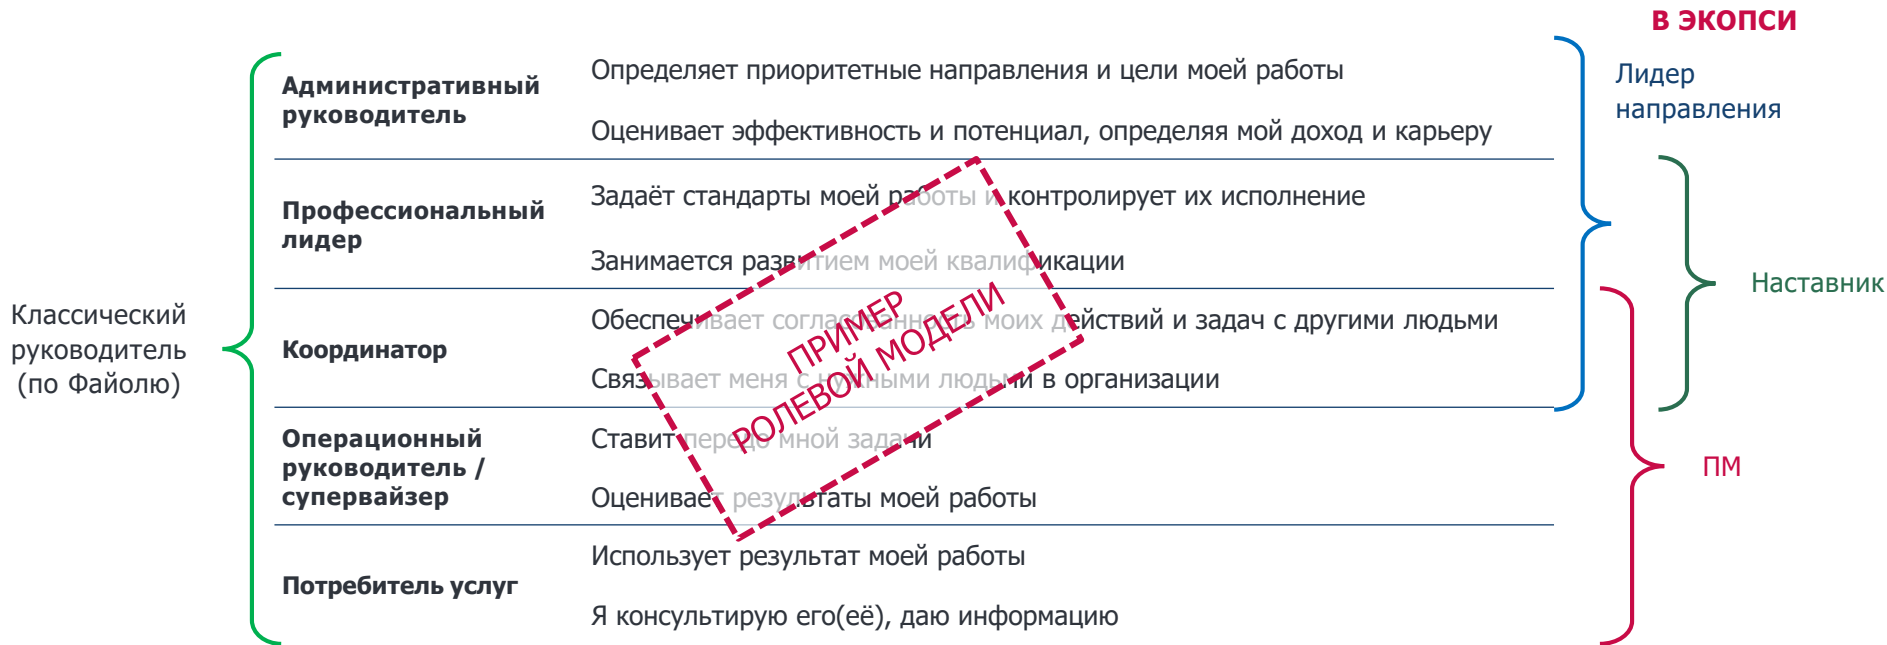 В ЭКОПСИ
Административный
руководитель
Определяет приоритетные направления и цели моей работы
Оценивает эффективность и потенциал, определяя мой доход и карьеру
Лидер
направления
Профессиональный
лидер
Задаёт стандарты моей работы и контролирует их исполнение
Занимается развитием моей квалификации
Наставник
Классический
руководитель
(по Файолю)
Координатор
Обеспечивает согласованность моих действий и задач с другими людьми
Связывает меня с нужными людьми в организации
ПРИМЕР
РОЛЕВОЙ МОДЕЛИ
Операционный
руководитель /
супервайзер
Ставит передо мной задачи
Оценивает результаты моей работы
ПМ
Потребитель услуг
Использует результат моей работы
Я консультирую его(её), даю информацию